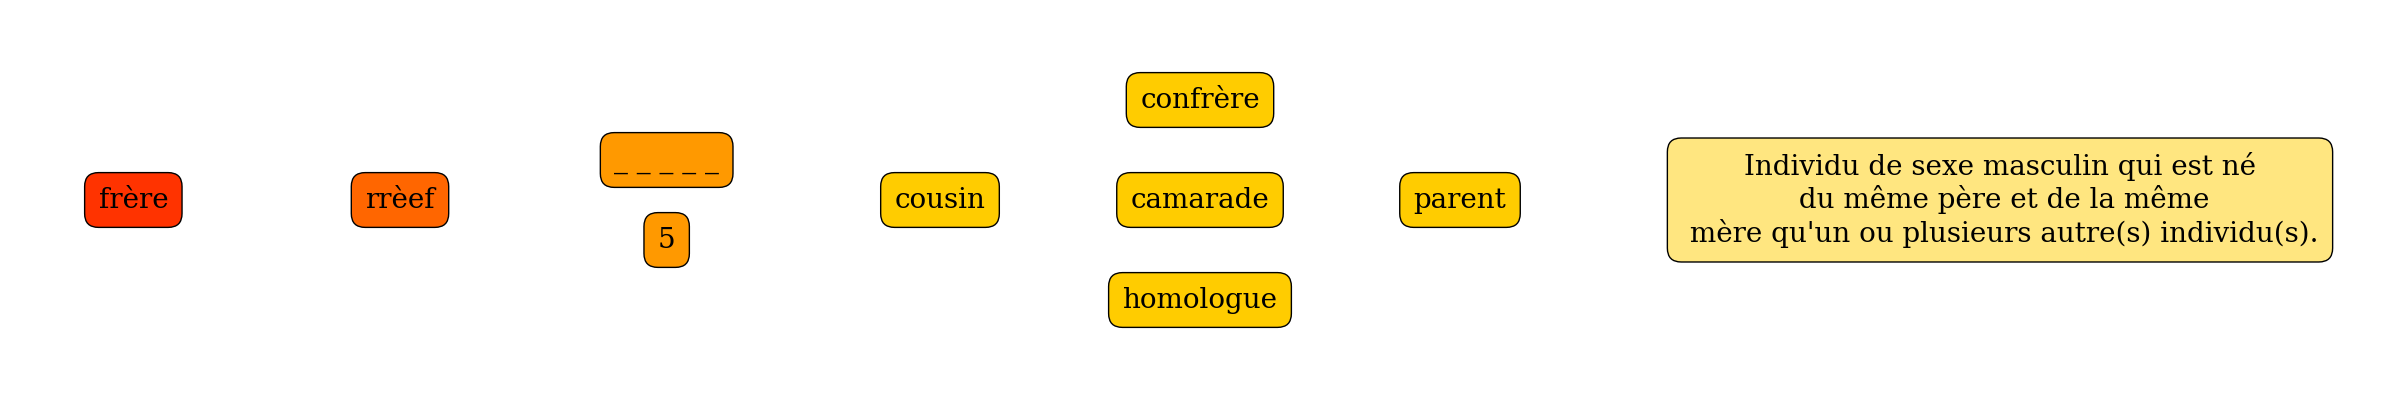 frère
rrèef
_ _ _ _ _
5
cousin
confrère
camarade
homologue
parent
Individu de sexe masculin qui est né
du même père et de la même
mère qu'un ou plusieurs autre(s) individu(s).